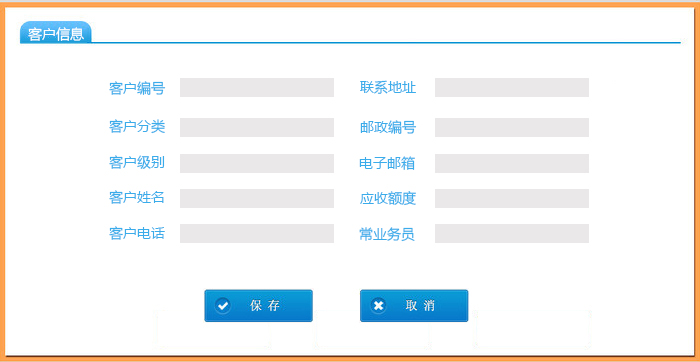 客户信息
客户编号 联系地址
客户分类 邮政编号
客户级别 电子邮箱
客户姓名 应收额度
客户电话 常业务员
保存 取消